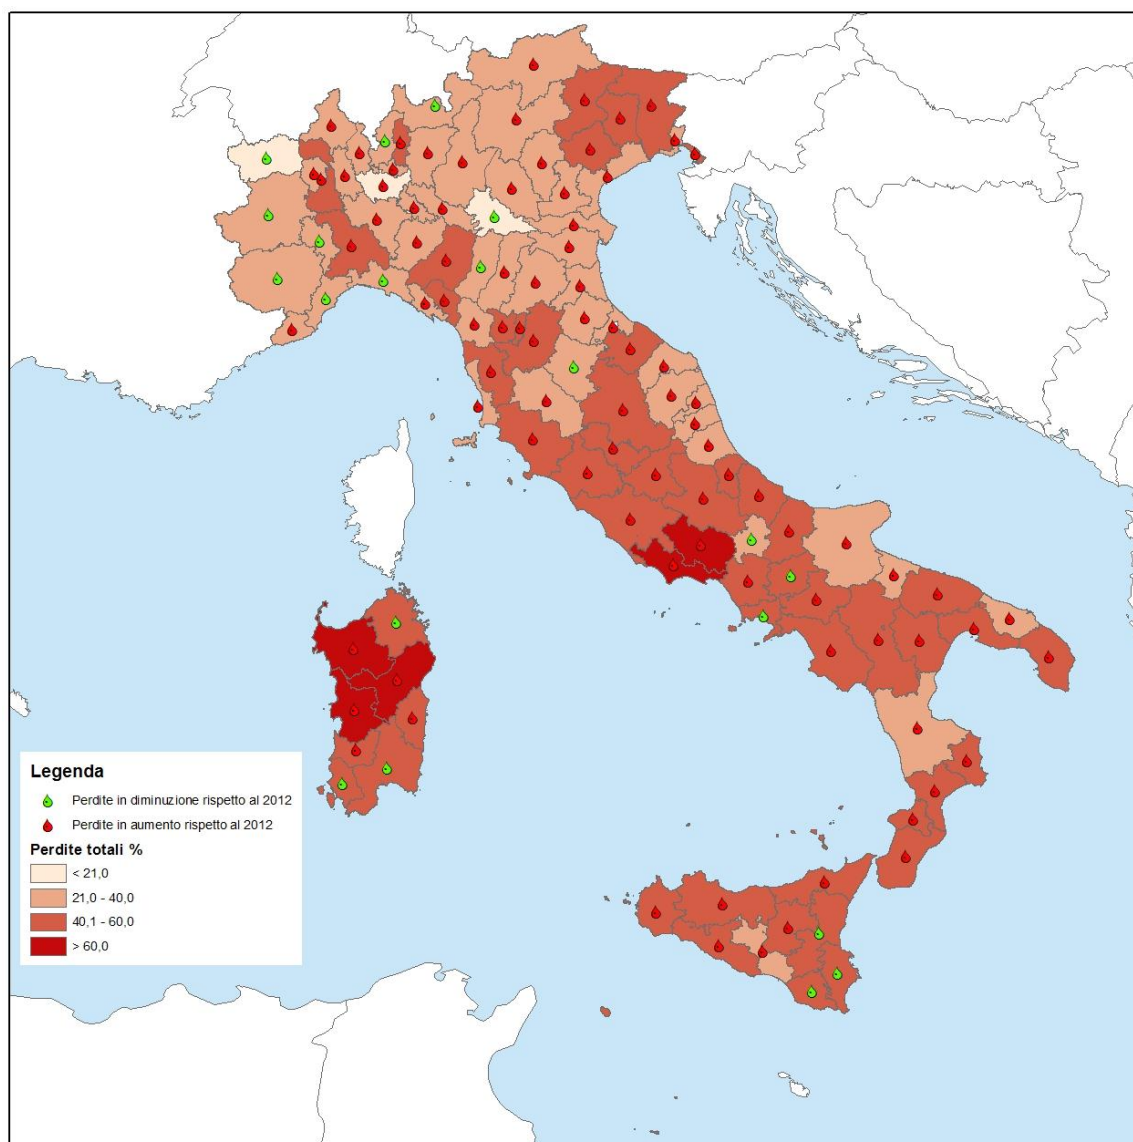 Legenda
Perdite in diminuzione rispetto al 2012
Perdite in aumento rispetto al 2012
Perdite totali %
< 21,0
21,0 - 40,0
40,1 - 60,0
> 60,0